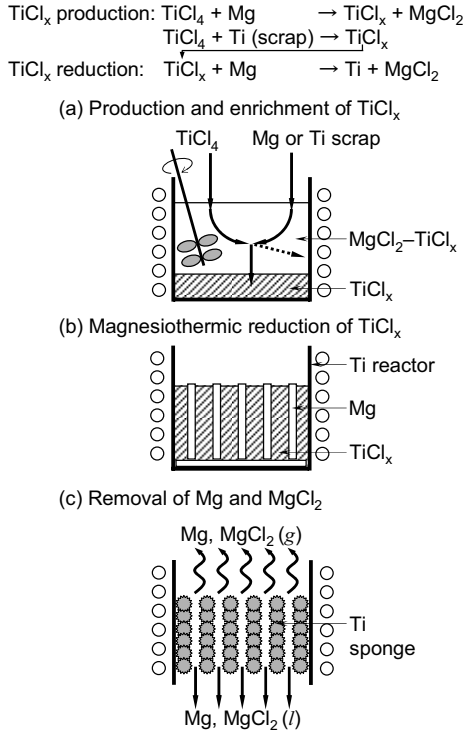 TiClₓ production: TiCl₄ + Mg → TiClₓ + MgCl₂
TiCl₄ + Ti (scrap) → TiClₓ
TiClₓ reduction: TiClₓ + Mg → Ti + MgCl₂
(a) Production and enrichment of TiClₓ
TiCl₄ Mg or Ti scrap
MgCl₂–TiClₓ
TiClₓ
(b) Magnesiothermic reduction of TiClₓ
Ti reactor
Mg
TiClₓ
(c) Removal of Mg and MgCl₂
Mg, MgCl₂ (g)
Ti
sponge
Mg, MgCl₂ (l)